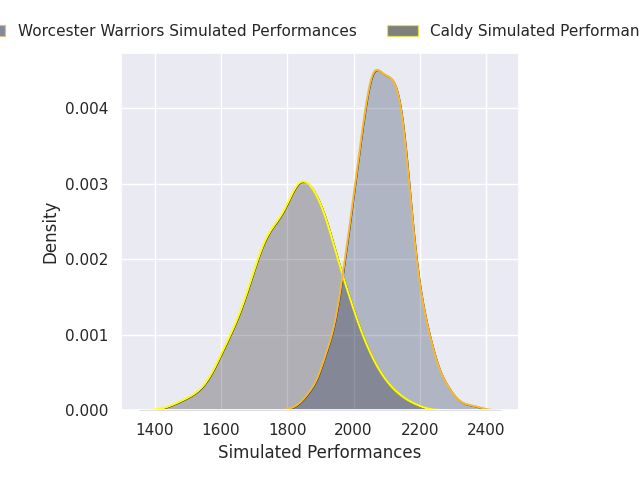 Worcester Warriors Simulated Performances
Caldy Simulated Performan
0.004
0.003
0.002
0.001
0.000
Density
1400 1600 1800 2000 2200 2400
Simulated Performances